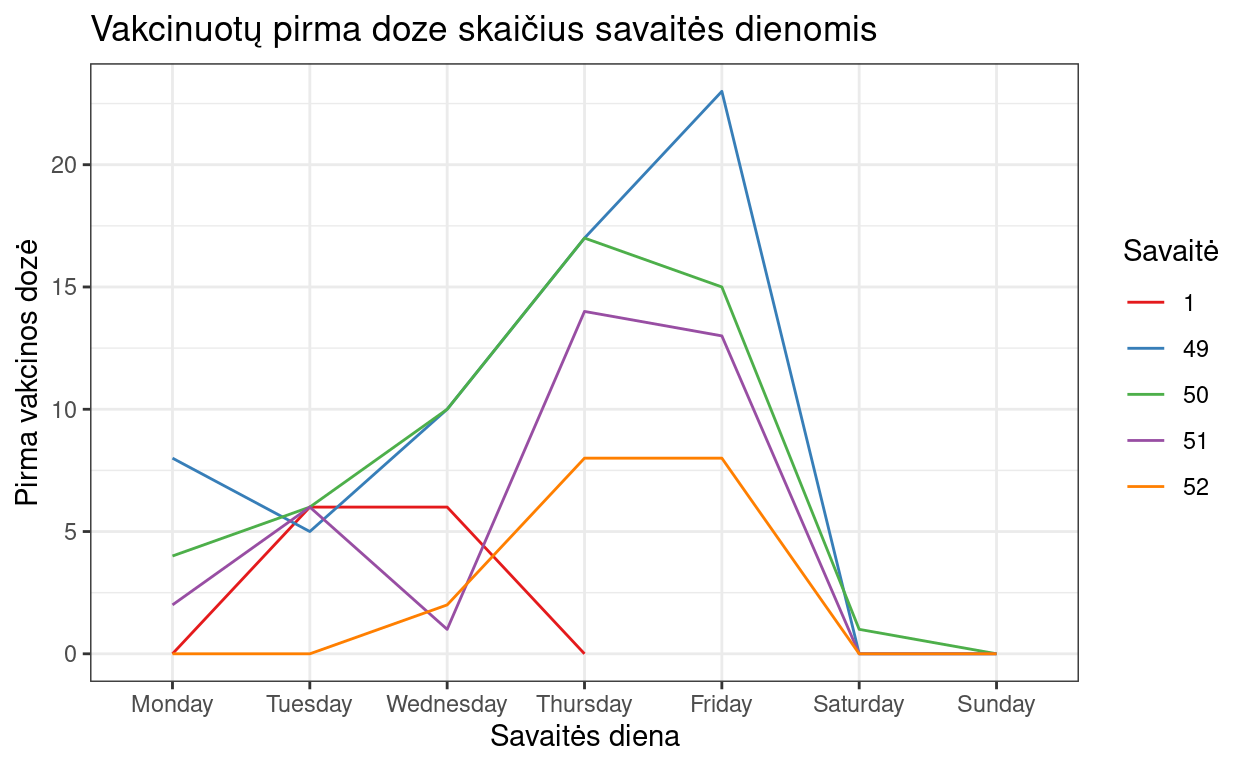 Vakcinuotų pirma doze skaičius savaitės dienomis
Pirma vakcinos dozė
20
15
10
5
0
Monday Tuesday Wednesday Thursday Friday Saturday Sunday
Savaitės diena
Savaitė
1
49
50
51
52